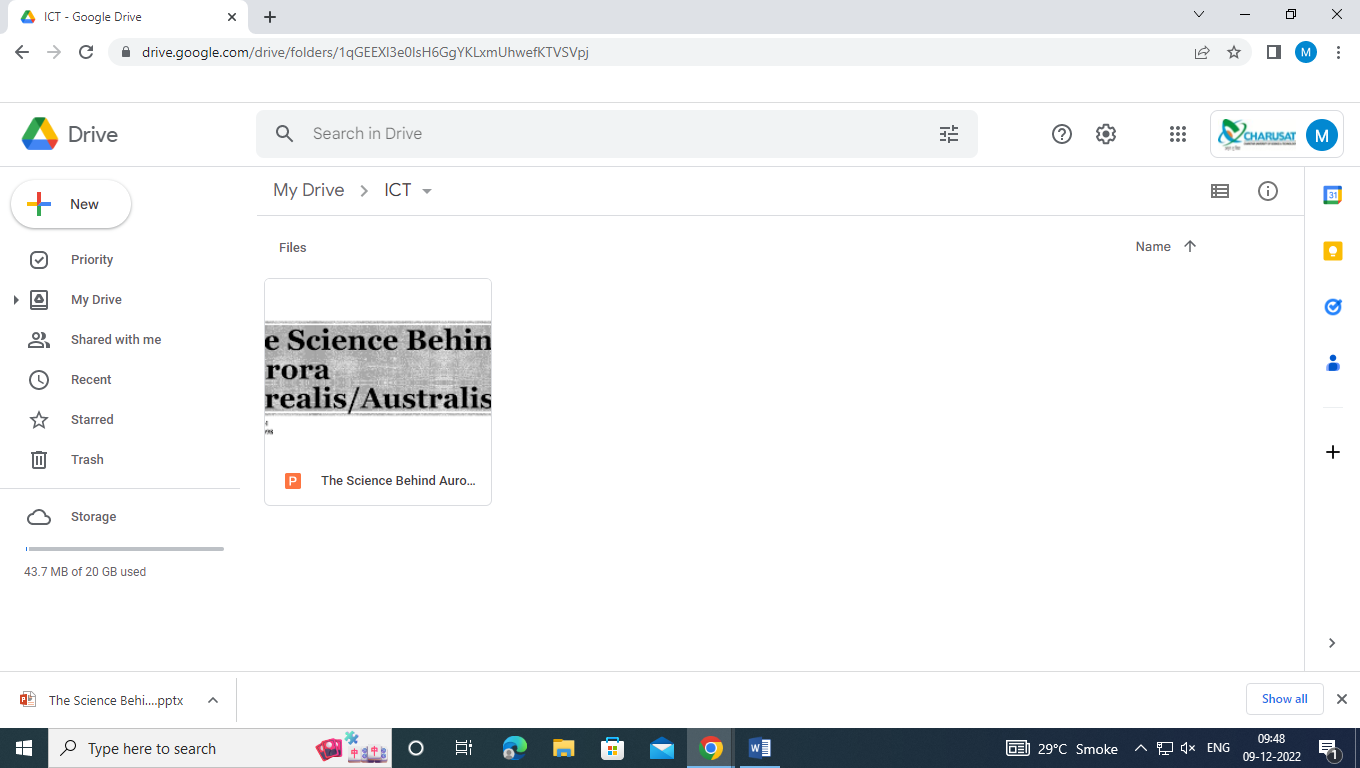 ICT - Google Drive
drive.google.com/drive/folders/1qGEEXl3e0IsH6GgYKLxmUhwefKTVSVpj
M
Drive
Search in Drive
CHARUSAT
M
New
My Drive
ICT
31
Priority
Files
Name
My Drive
Shared with me
e Science Behin
rora
realis/Australis
Recent
Starred
Trash
P
The Science Behind Auro...
Storage
43.7 MB of 20 GB used
The Science Behi....pptx
Show all
Type here to search
29°C Smoke
ENG
09:48
09-12-2022
1